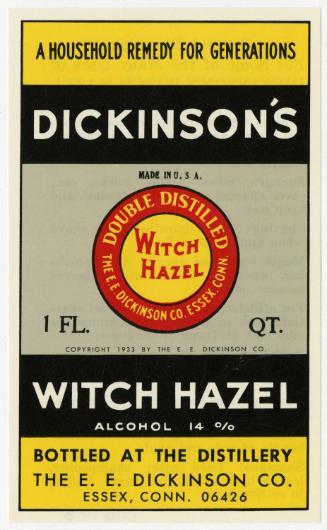 A HOUSEHOLD REMEDY FOR GENERATIONS
DICKINSON'S
MADE IN U. S. A.
DOUBLE DISTILLED
WITCH
HAZEL
THE E. E. DICKINSON CO. ESSEX, CONN.
1 FL. QT.
COPYRIGHT 1933 BY THE E. E. DICKINSON CO.
WITCH HAZEL
ALCOHOL 14 %
BOTTLED AT THE DISTILLERY
THE E. E. DICKINSON CO.
ESSEX, CONN. 06426